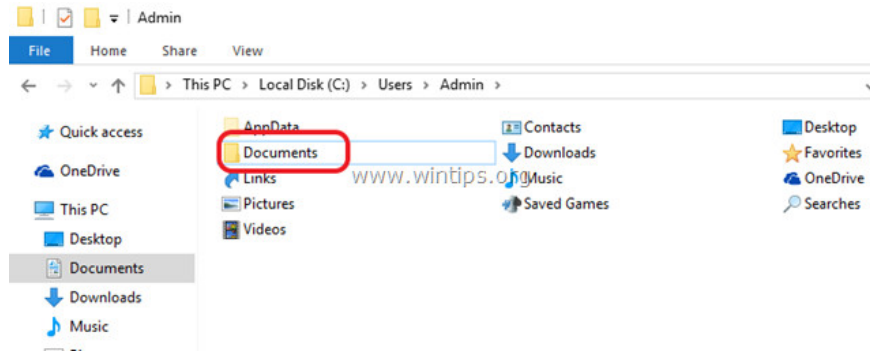 Admin
File Home Share View
This PC > Local Disk (C:) > Users > Admin >
Quick access
OneDrive
This PC
Desktop
Documents
Downloads
Music
AppData Contacts Desktop
Documents Downloads Favorites
Links Music OneDrive
Pictures Saved Games Searches
Videos
www.wintips.org